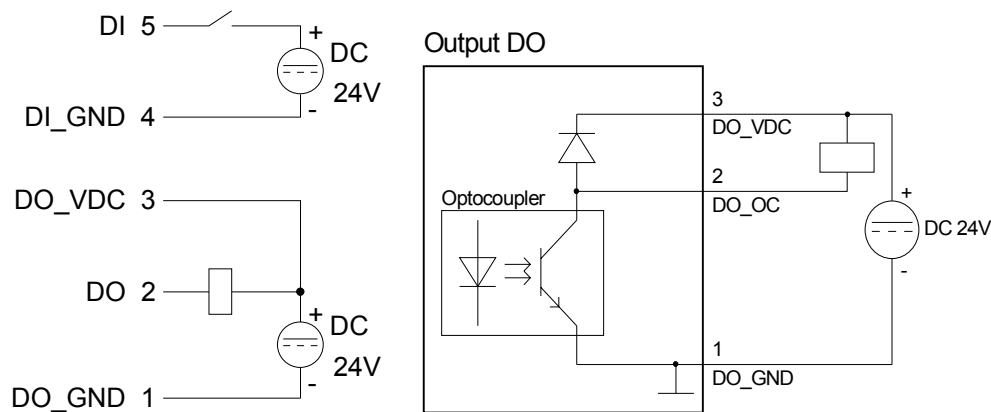 DI 5
+
DC
24V
-
DI_GND 4
DO_VDC 3
DO 2
+
DC
24V
-
DO_GND 1
Output DO
3
DO_VDC
2
DO_OC
Optocoupler
+
DC 24V
-
1
DO_GND